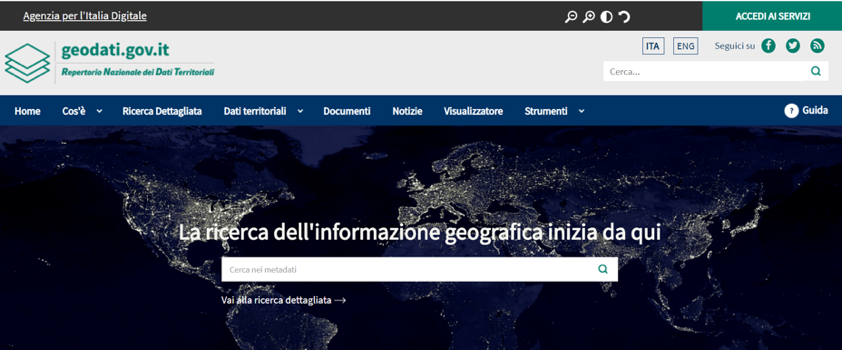 Agenzia per l'Italia Digitale
ACCEDI AI SERVIZI
geodati.gov.it
Repertorio Nazionale dei Dati Territoriali
ITA ENG Seguici su
Cerca...
Home Cos'è Ricerca Dettagliata Dati territoriali Documenti Notizie Visualizzatore Strumenti ? Guida
La ricerca dell'informazione geografica inizia da qui
Cerca nei metadati
Vai alla ricerca dettagliata →